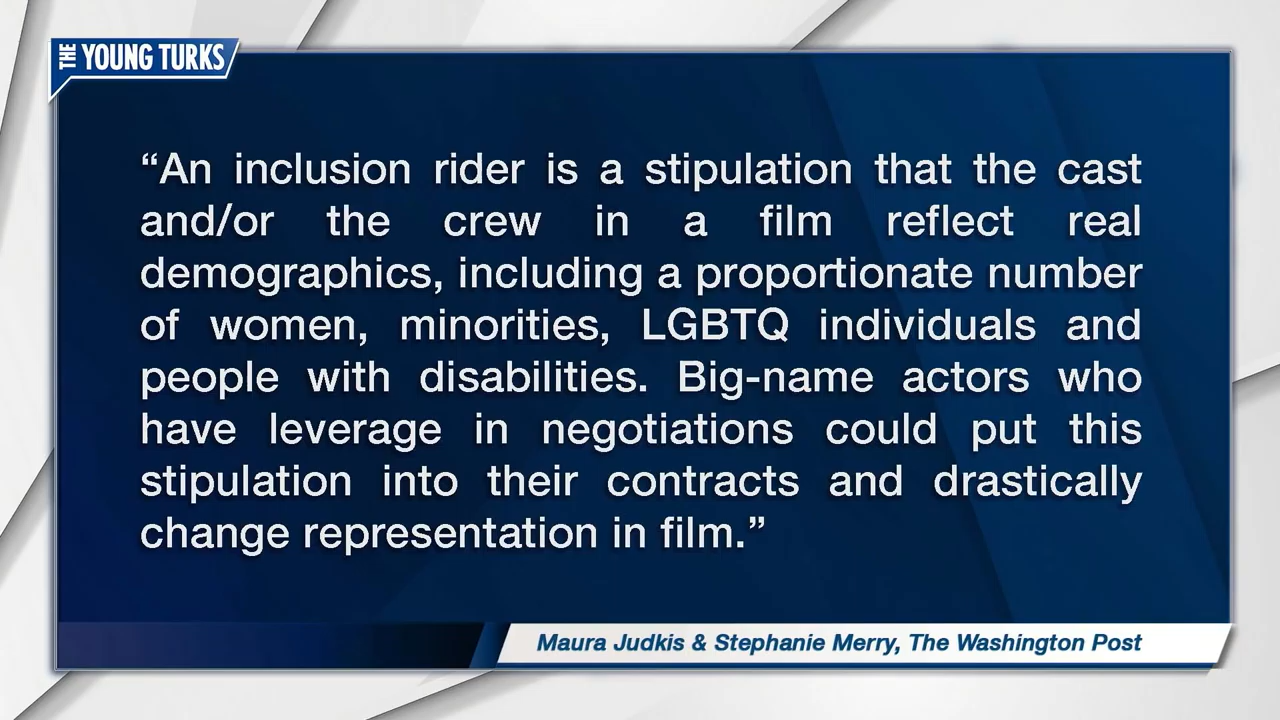 THE YOUNG TURKS
“An inclusion rider is a stipulation that the cast
and/or the crew in a film reflect real
demographics, including a proportionate number
of women, minorities, LGBTQ individuals and
people with disabilities. Big-name actors who
have leverage in negotiations could put this
stipulation into their contracts and drastically
change representation in film.”
Maura Judkis & Stephanie Merry, The Washington Post